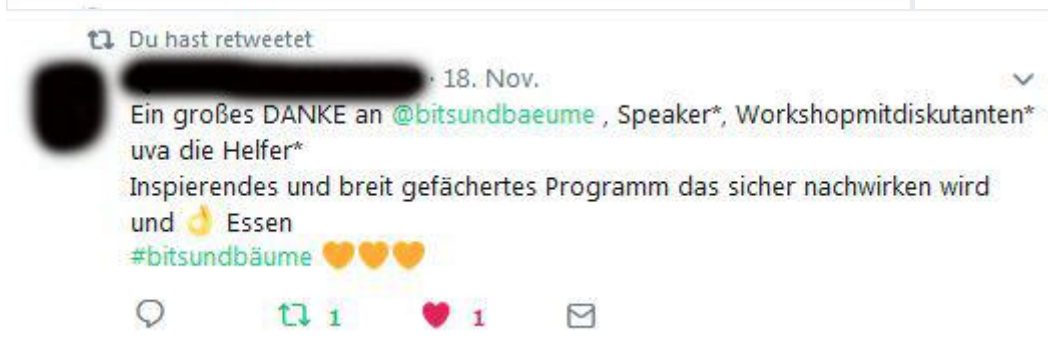 Du hast retweetet
· 18. Nov.
Ein großes DANKE an @bitsundbaeume , Speaker*, Workshopmitdiskutanten*
uva die Helfer*
Inspierendes und breit gefächertes Programm das sicher nachwirken wird
und 👌 Essen
#bitsundbäume 🧡🧡🧡
1 1